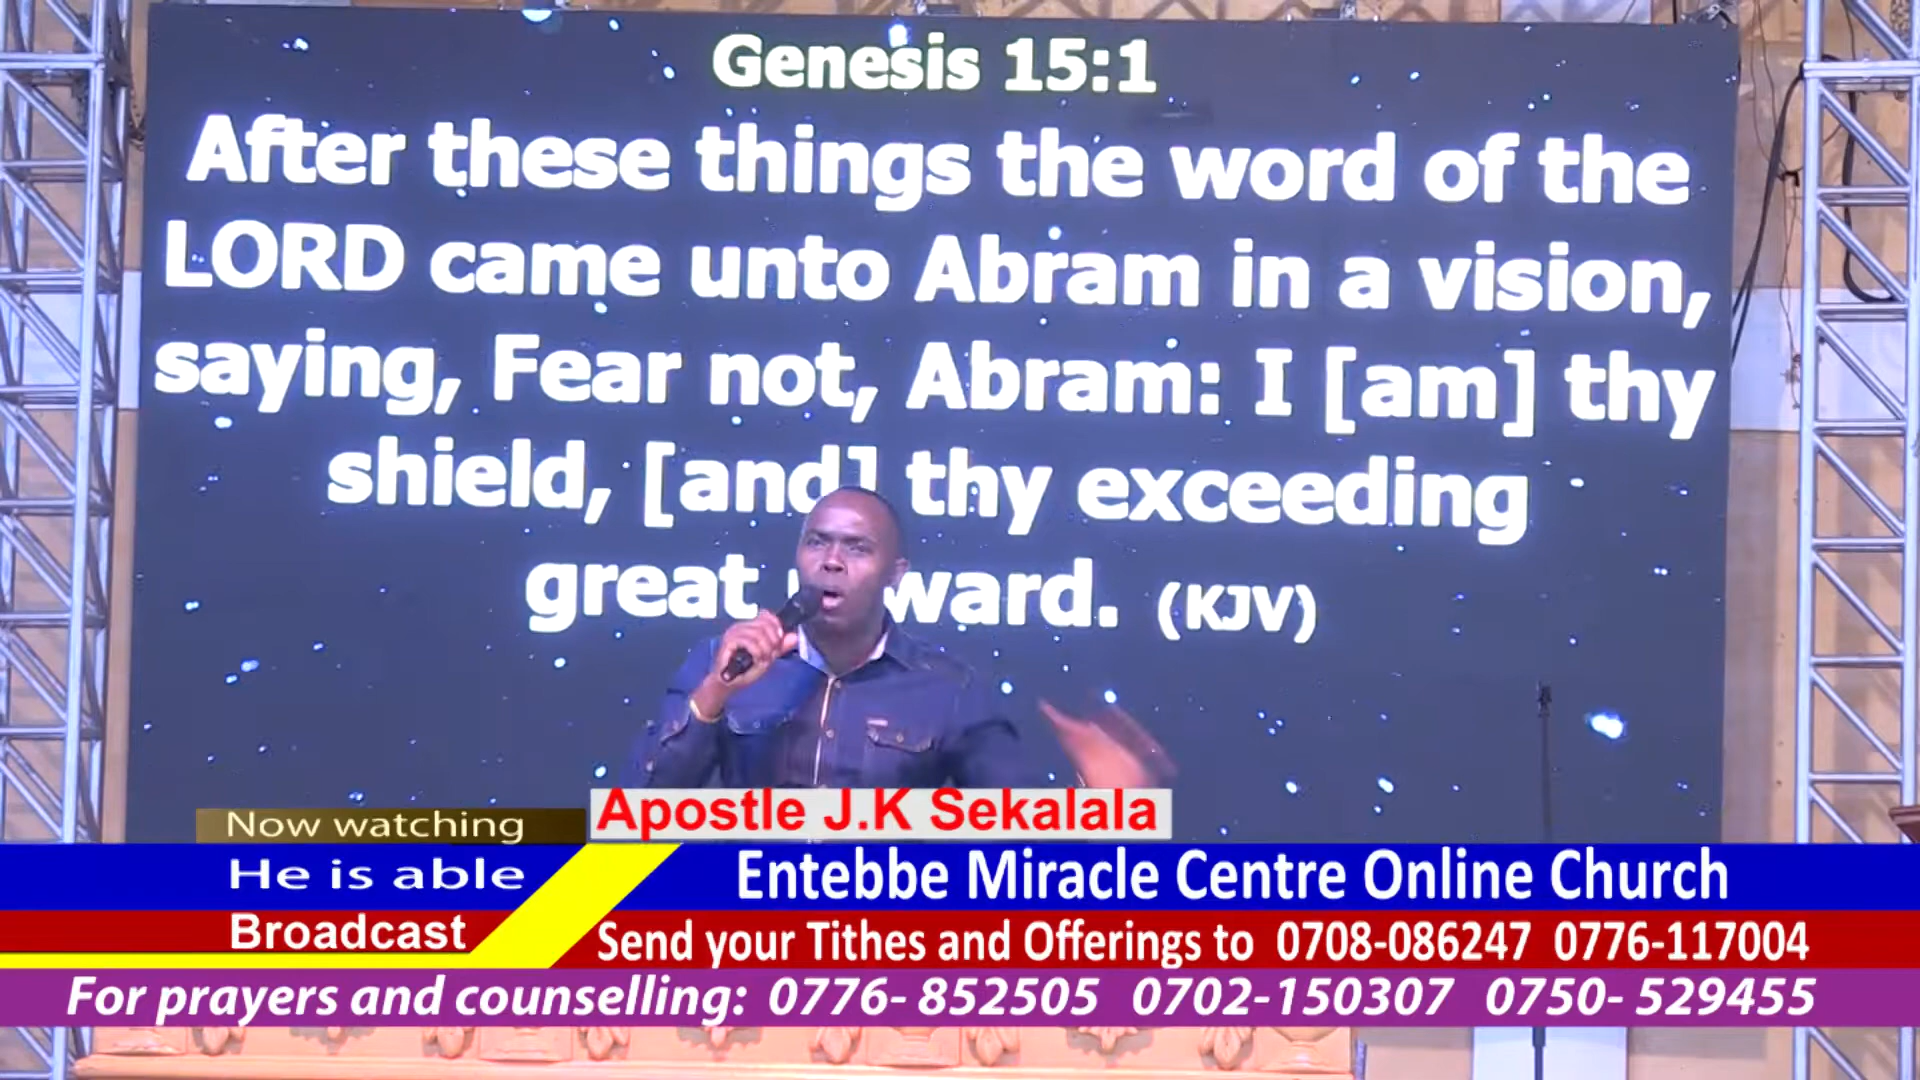 Genesis 15:1
After these things the word of the
LORD came unto Abram in a vision,
saying, Fear not, Abram: I [am] thy
shield, [and] thy exceeding
great ward. (KJV)
Now watching
Apostle J.K Sekalala
He is able
Entebbe Miracle Centre Online Church
Broadcast
Send your Tithes and Offerings to 0708-086247 0776-117004
For prayers and counselling: 0776- 852505 0702-150307 0750- 529455